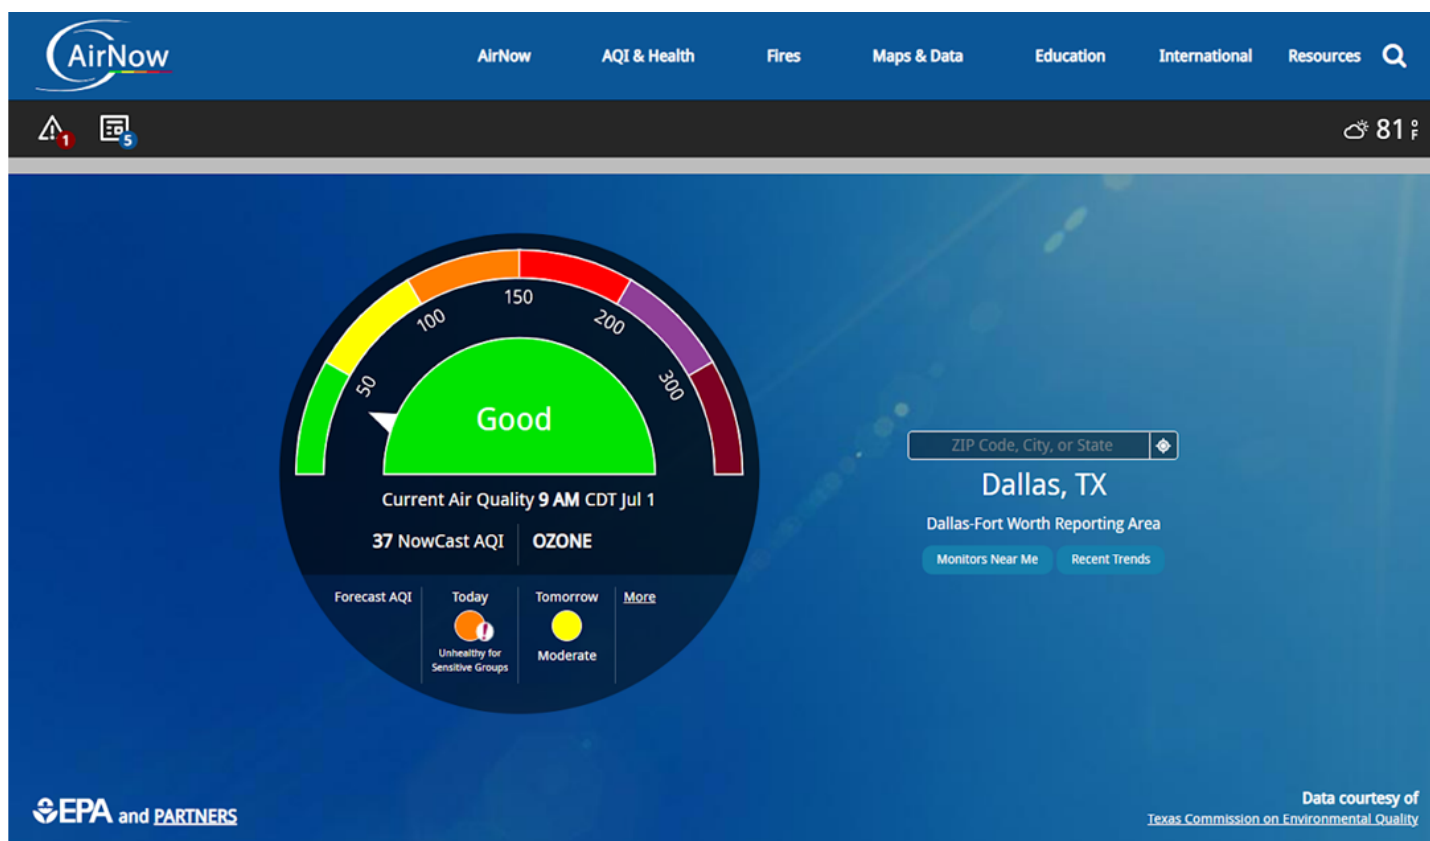 AirNow
AirNow AQI & Health Fires Maps & Data Education International Resources
1 5 81 °F
150
100 200
50 300
Good
ZIP Code, City, or State
Dallas, TX
Current Air Quality 9 AM CDT Jul 1
Dallas-Fort Worth Reporting Area
37 NowCast AQI OZONE
Monitors Near Me Recent Trends
Forecast AQI Today Tomorrow More
!
Unhealthy for
Sensitive Groups
Moderate
EPA and PARTNERS
Data courtesy of
Texas Commission on Environmental Quality